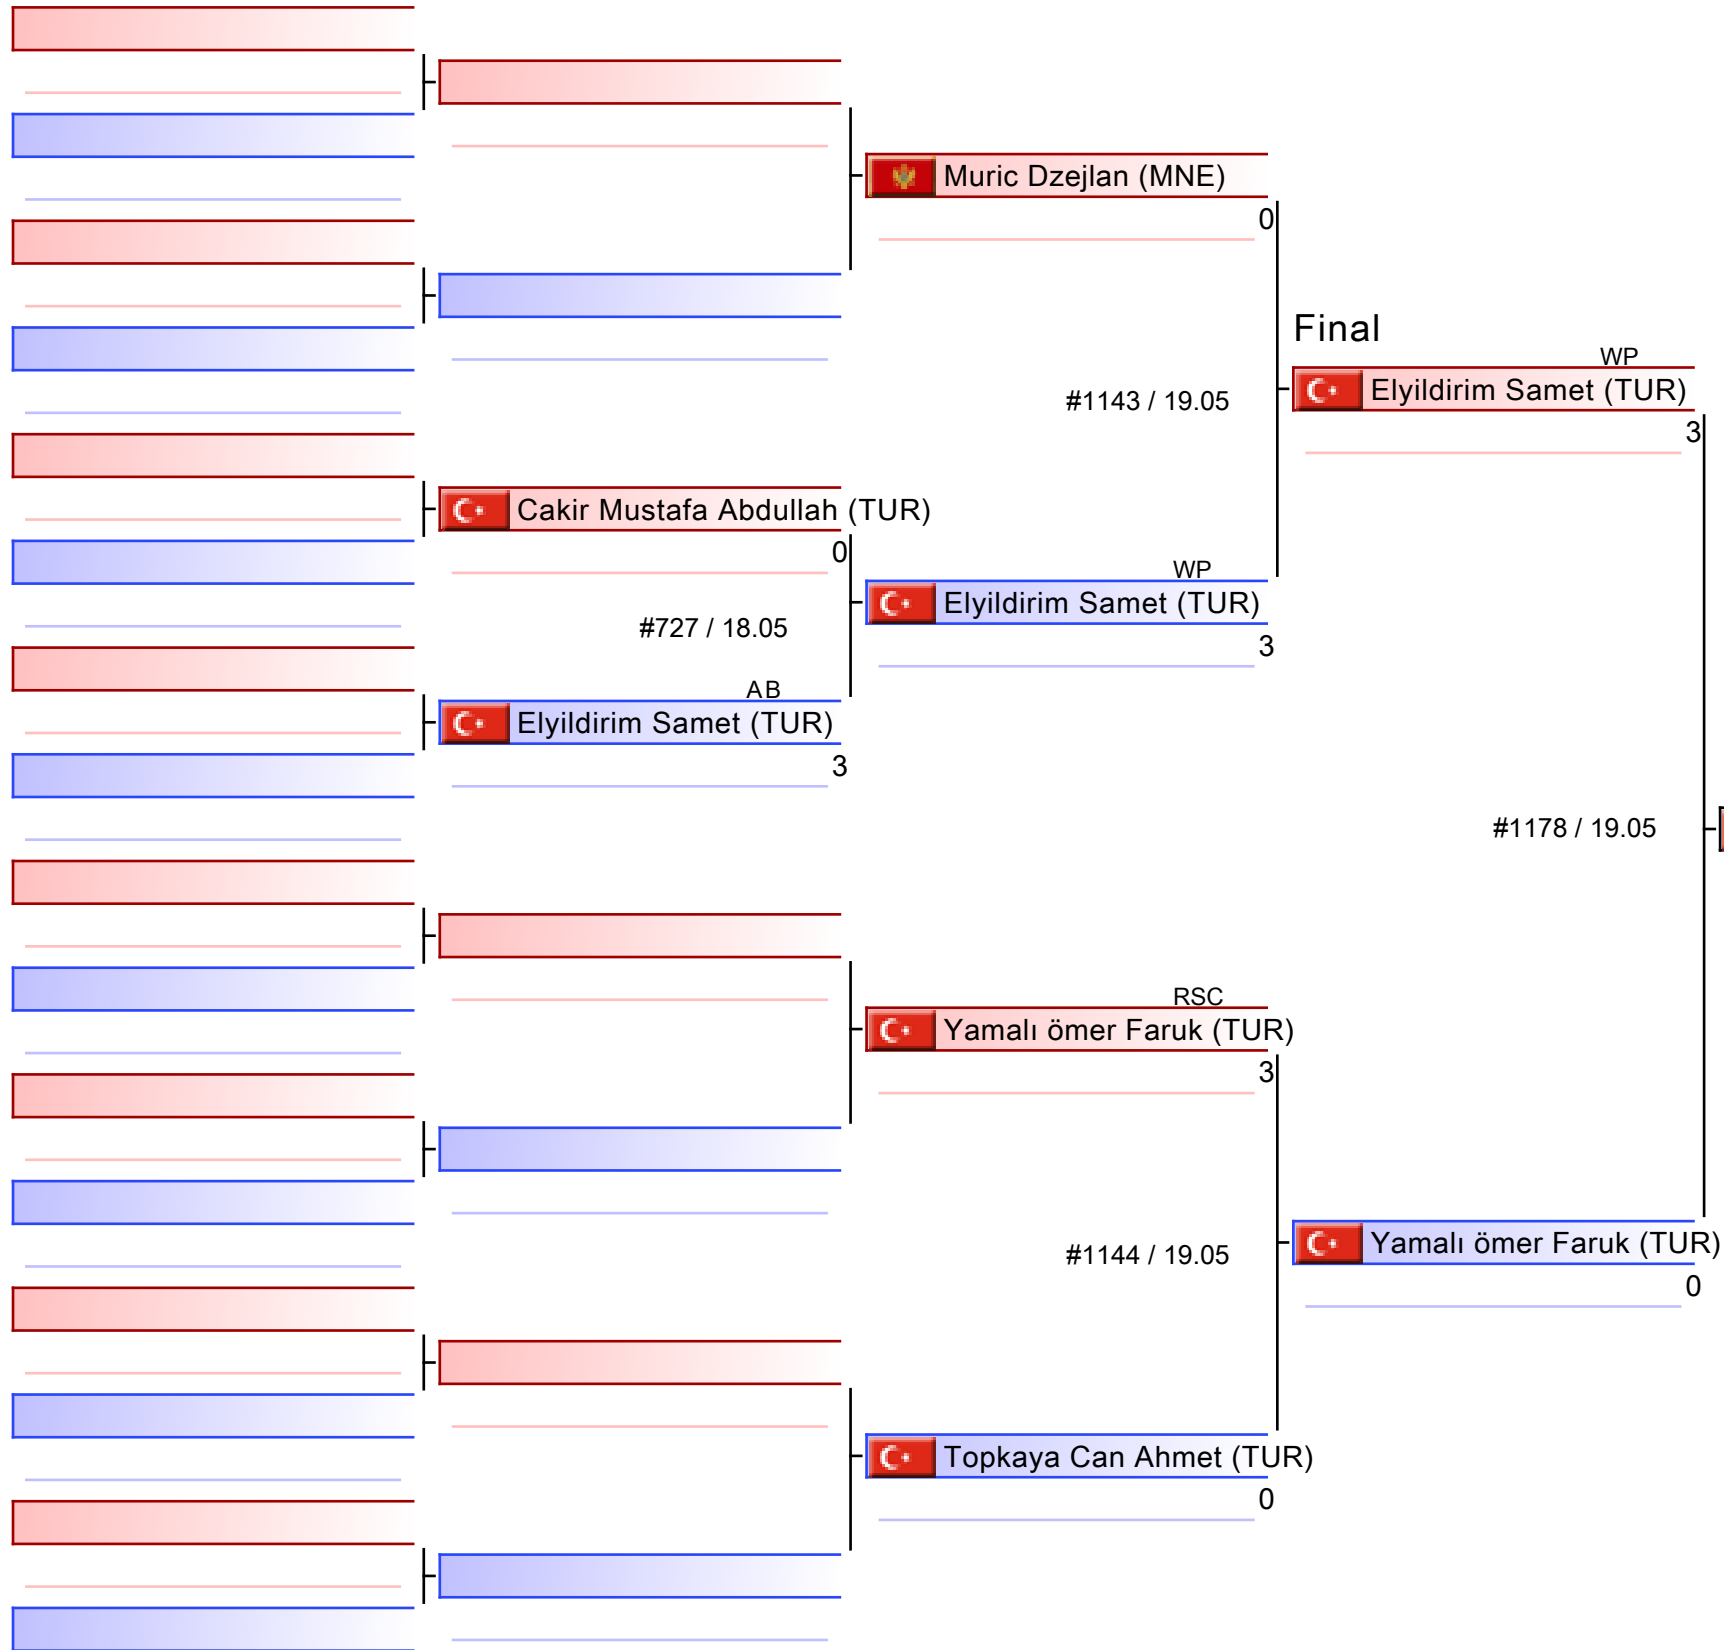 Muric Dzejlan (MNE)
0
Final
WP
#1143 / 19.05
Elyildirim Samet (TUR)
3
Cakir Mustafa Abdullah (TUR)
0
WP
Elyildirim Samet (TUR)
#727 / 18.05
3
AB
Elyildirim Samet (TUR)
3
#1178 / 19.05
RSC
Yamalı ömer Faruk (TUR)
3
#1144 / 19.05
Yamalı ömer Faruk (TUR)
0
Topkaya Can Ahmet (TUR)
0